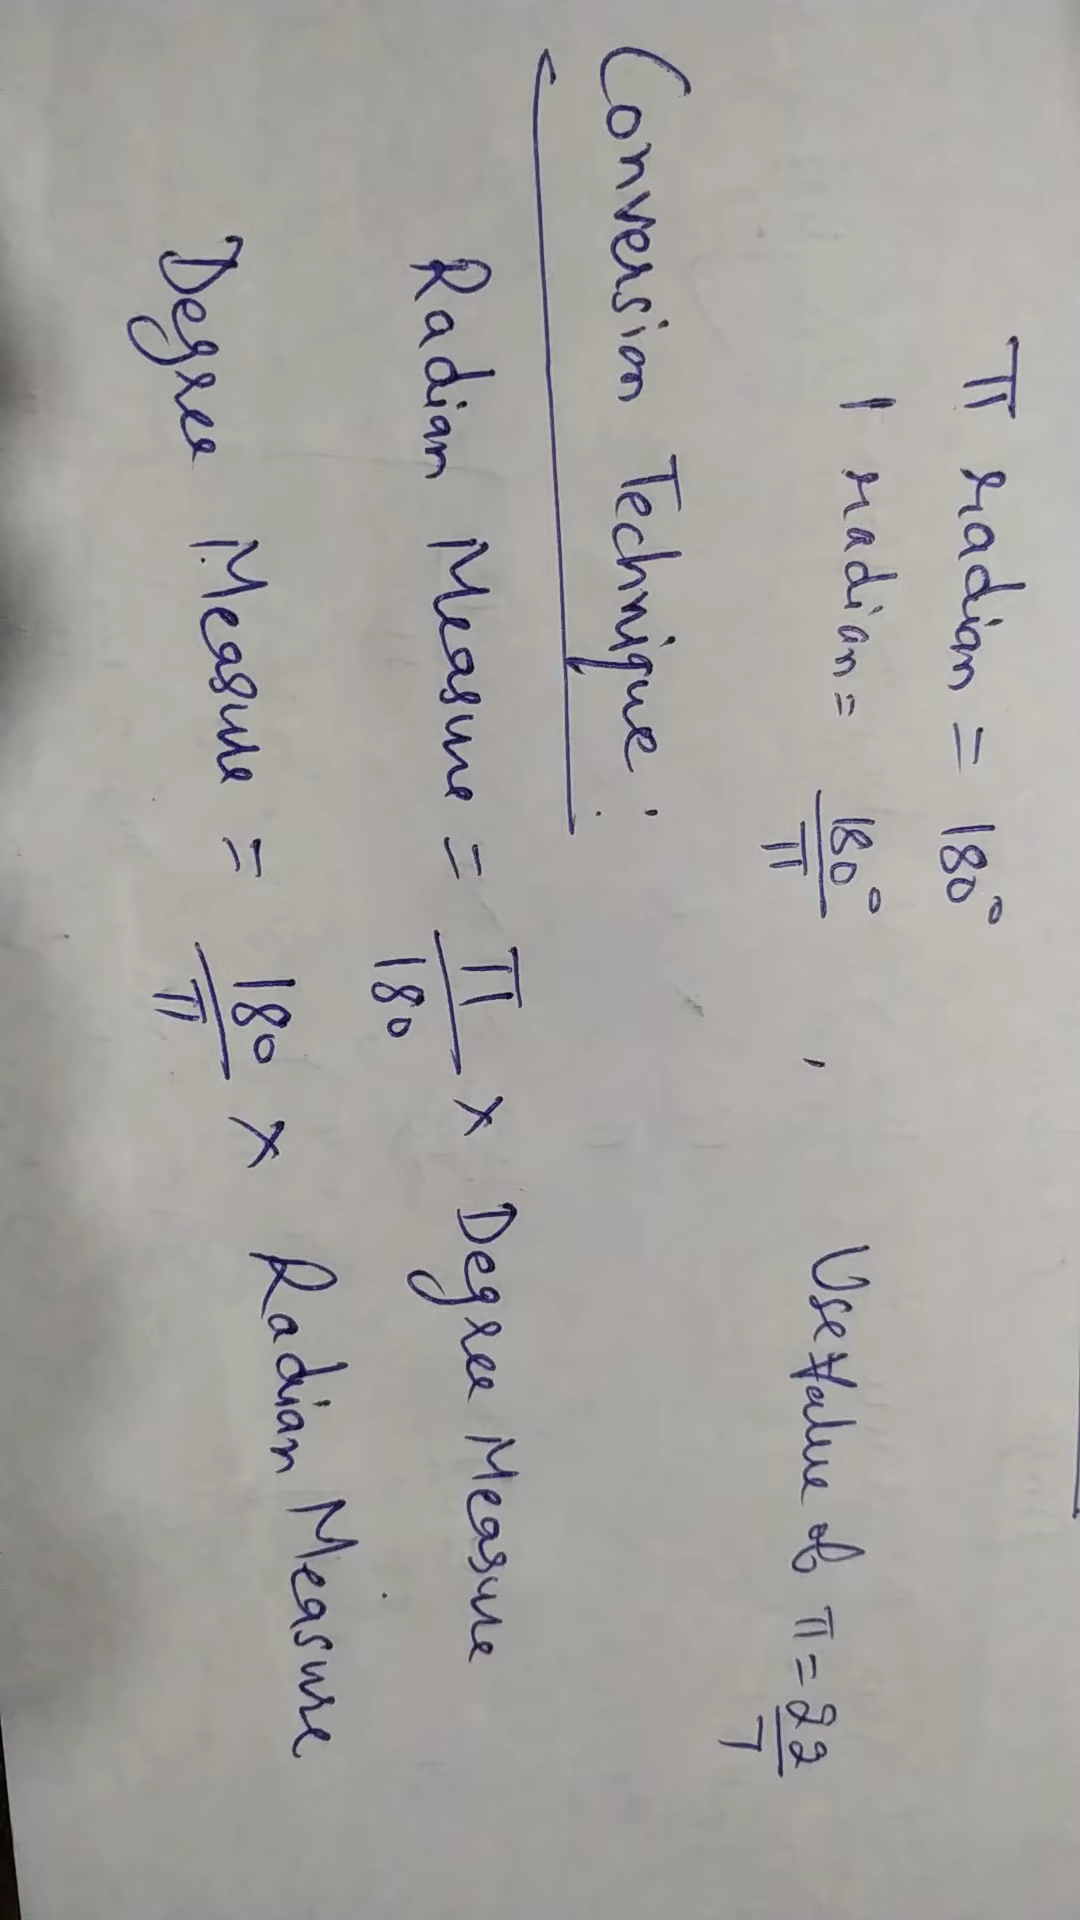 π radian = 180°
1 radian = 180°/π , Use Value of π = 22/7
Conversion Technique:
Radian Measure = π/180 × Degree Measure
Degree Measure = 180/π × Radian Measure